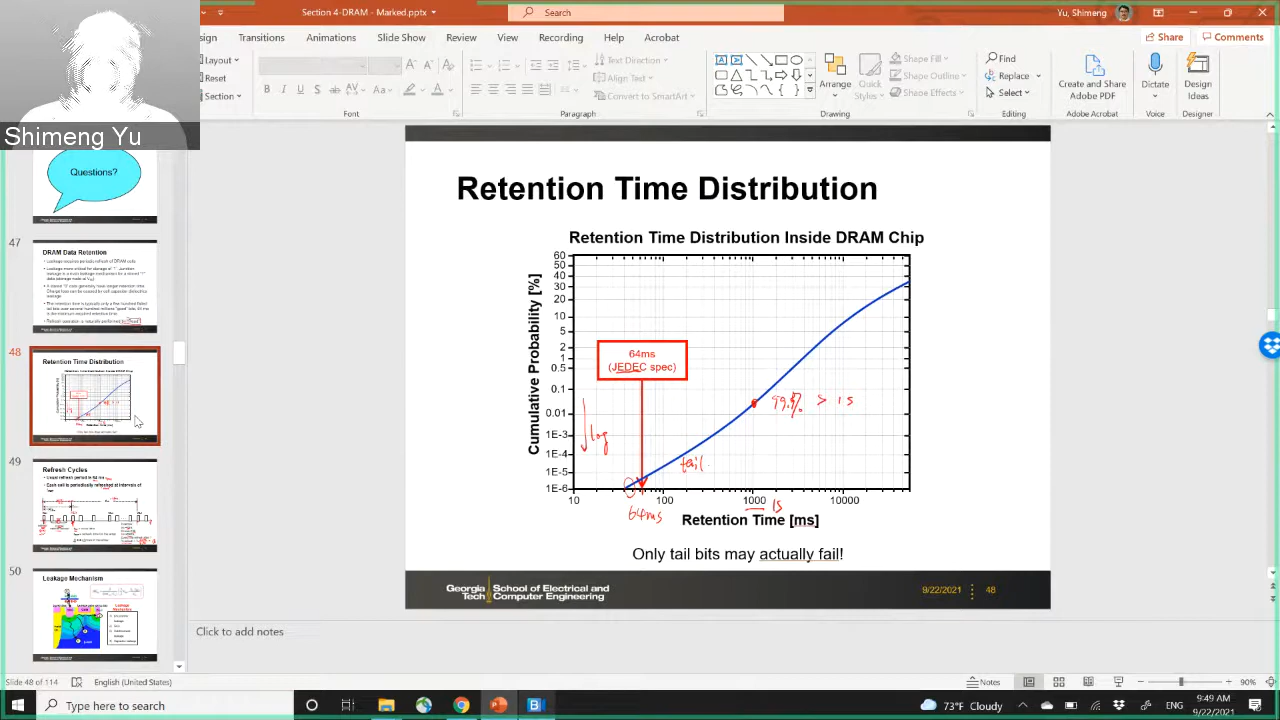 Section 4-DRAM - Marked.pptx
Search
Yu, Shimeng
sign Transitions Animations Slide Show Review View Recording Help Acrobat
Share Comments
Layout
Reset
Section
Text Direction
Align Text
Convert to SmartArt
Arrange
Quick Styles
Shape Fill
Shape Outline
Shape Effects
Find
Replace
Select
Create and Share Adobe PDF
Dictate
Design Ideas
Font Paragraph Drawing Editing Adobe Acrobat Voice Designer
Shimeng Yu
Questions?
47
DRAM Data Retention
48
Retention Time Distribution
49
Refresh Cycles
50
Leakage Mechanism
Retention Time Distribution
Retention Time Distribution Inside DRAM Chip
Cumulative Probability [%]
60
50
40
30
20
10
5
2
1
0.5
0.1
0.01
1E-3
1E-4
1E-5
1E-6
64ms
(JEDEC spec)
99.9% > 1s
log
tail
10 100 1000 10000
64ms
1s
Retention Time [ms]
Only tail bits may actually fail!
Georgia Tech School of Electrical and Computer Engineering
9/22/2021 48
Click to add notes
Slide 48 of 114 English (United States) Notes 90%
Type here to search
73°F Cloudy
9:49 AM
9/22/2021